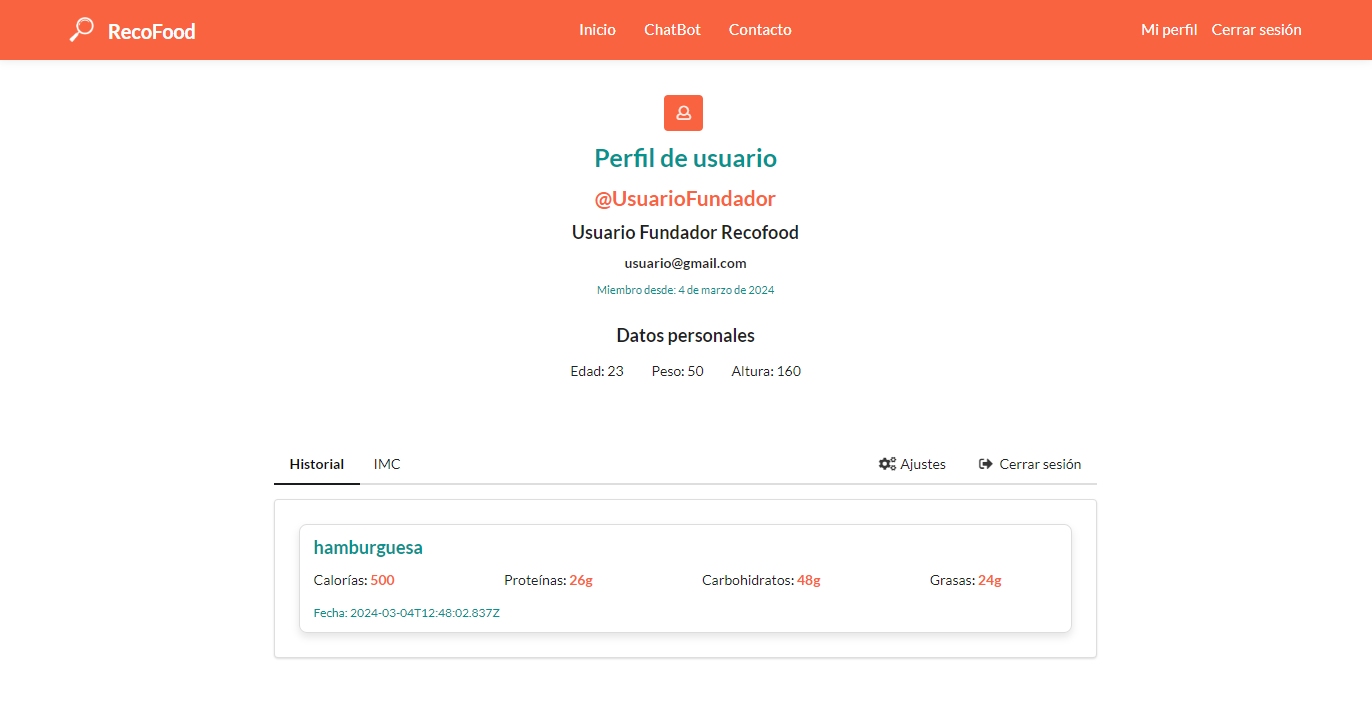 RecoFood Inicio ChatBot Contacto Mi perfil Cerrar sesión
Perfil de usuario
@UsuarioFundador
Usuario Fundador Recofood
usuario@gmail.com
Miembro desde: 4 de marzo de 2024
Datos personales
Edad: 23 Peso: 50 Altura: 160
Historial IMC Ajustes Cerrar sesión
hamburguesa
Calorías: 500 Proteínas: 26g Carbohidratos: 48g Grasas: 24g
Fecha: 2024-03-04T12:48:02.837Z